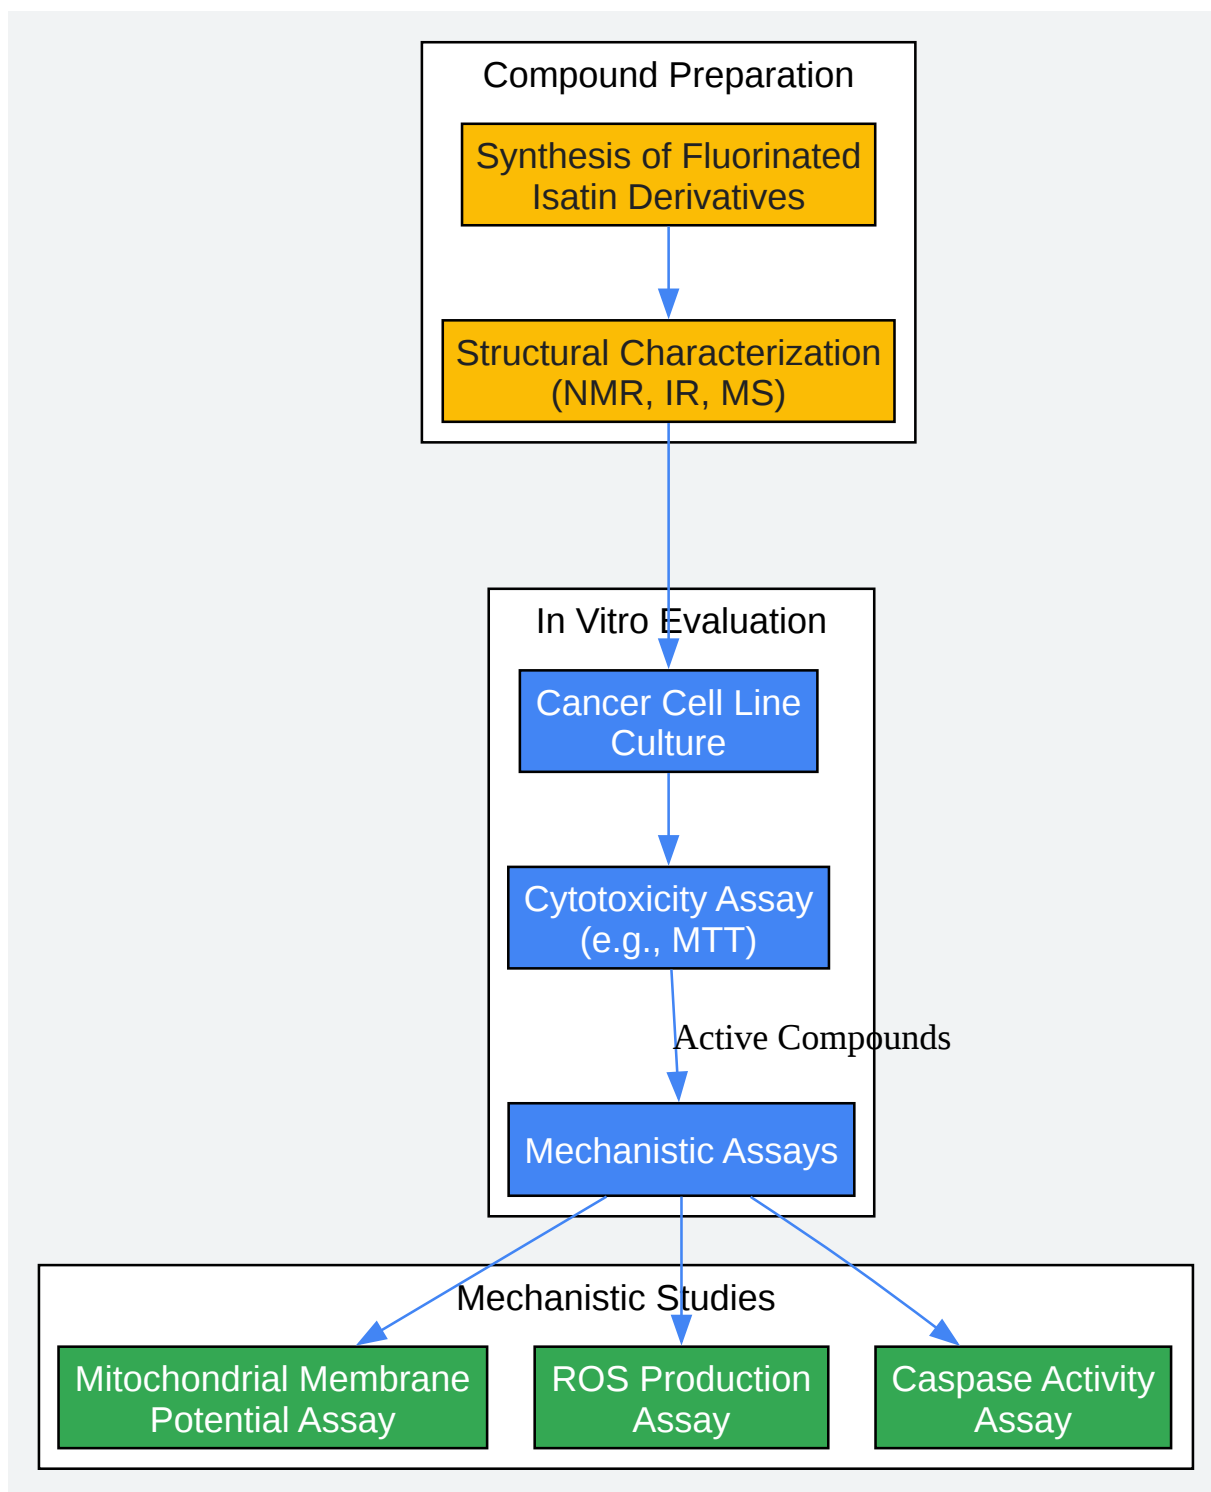 Compound Preparation
Synthesis of Fluorinated
Isatin Derivatives
Structural Characterization
(NMR, IR, MS)
In Vitro Evaluation
Cancer Cell Line
Culture
Cytotoxicity Assay
(e.g., MTT)
Active Compounds
Mechanistic Assays
Mechanistic Studies
Mitochondrial Membrane
Potential Assay
ROS Production
Assay
Caspase Activity
Assay